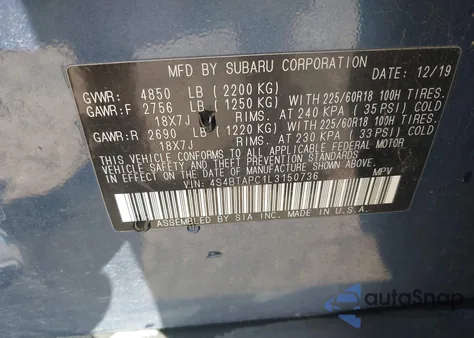 MFD BY SUBARU CORPORATION DATE: 12/19
GVWR: 4850 LB (2200 KG)
GAWR:F 2756 LB (1250 KG) WITH 225/60R18 100H TIRES.
18X7J RIMS. AT 240 KPA (35 PSI) COLD
GAWR:R 2690 LB (1220 KG) WITH 225/60R18 100H TIRES.
18X7J RIMS. AT 230 KPA (33 PSI) COLD
THIS VEHICLE CONFORMS TO ALL APPLICABLE FEDERAL MOTOR
VEHICLE SAFETY STANDARDS IN EFFECT ON THE DATE OF
MANUFACTURE SHOWN ABOVE.
VIN: 4S4BTAPC1L3150736 MPV
ASSEMBLED BY SIA, INC. MADE IN U.S.A.
autoSnap